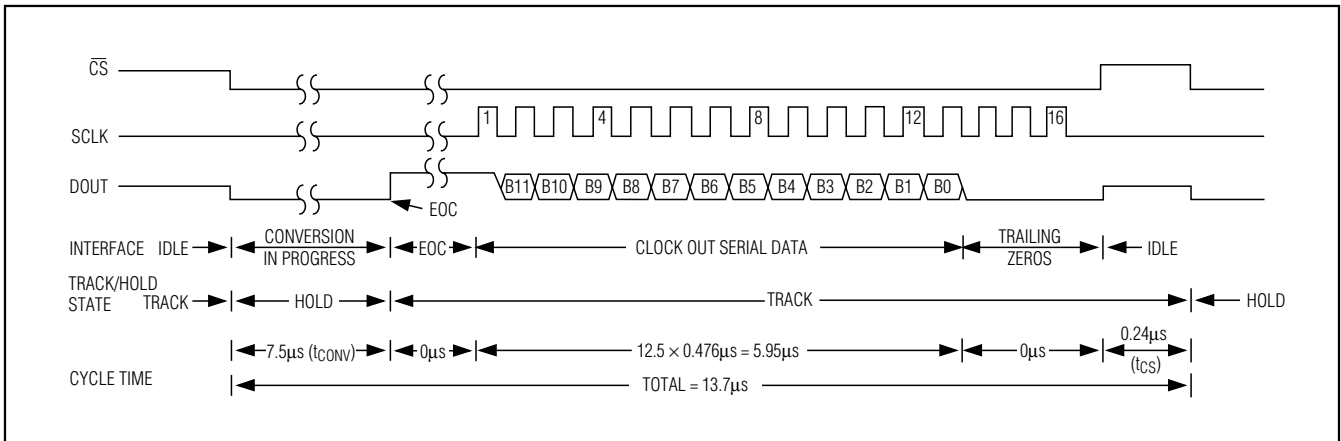 CS
SCLK 1 4 8 12 16
DOUT B11 B10 B9 B8 B7 B6 B5 B4 B3 B2 B1 B0
EOC
INTERFACE IDLE CONVERSION IN PROGRESS EOC CLOCK OUT SERIAL DATA TRAILING ZEROS IDLE
TRACK/HOLD
STATE TRACK HOLD TRACK HOLD
7.5µs (tCONV) 0µs 12.5 × 0.476µs = 5.95µs 0µs 0.24µs (tCS)
CYCLE TIME
TOTAL = 13.7µs